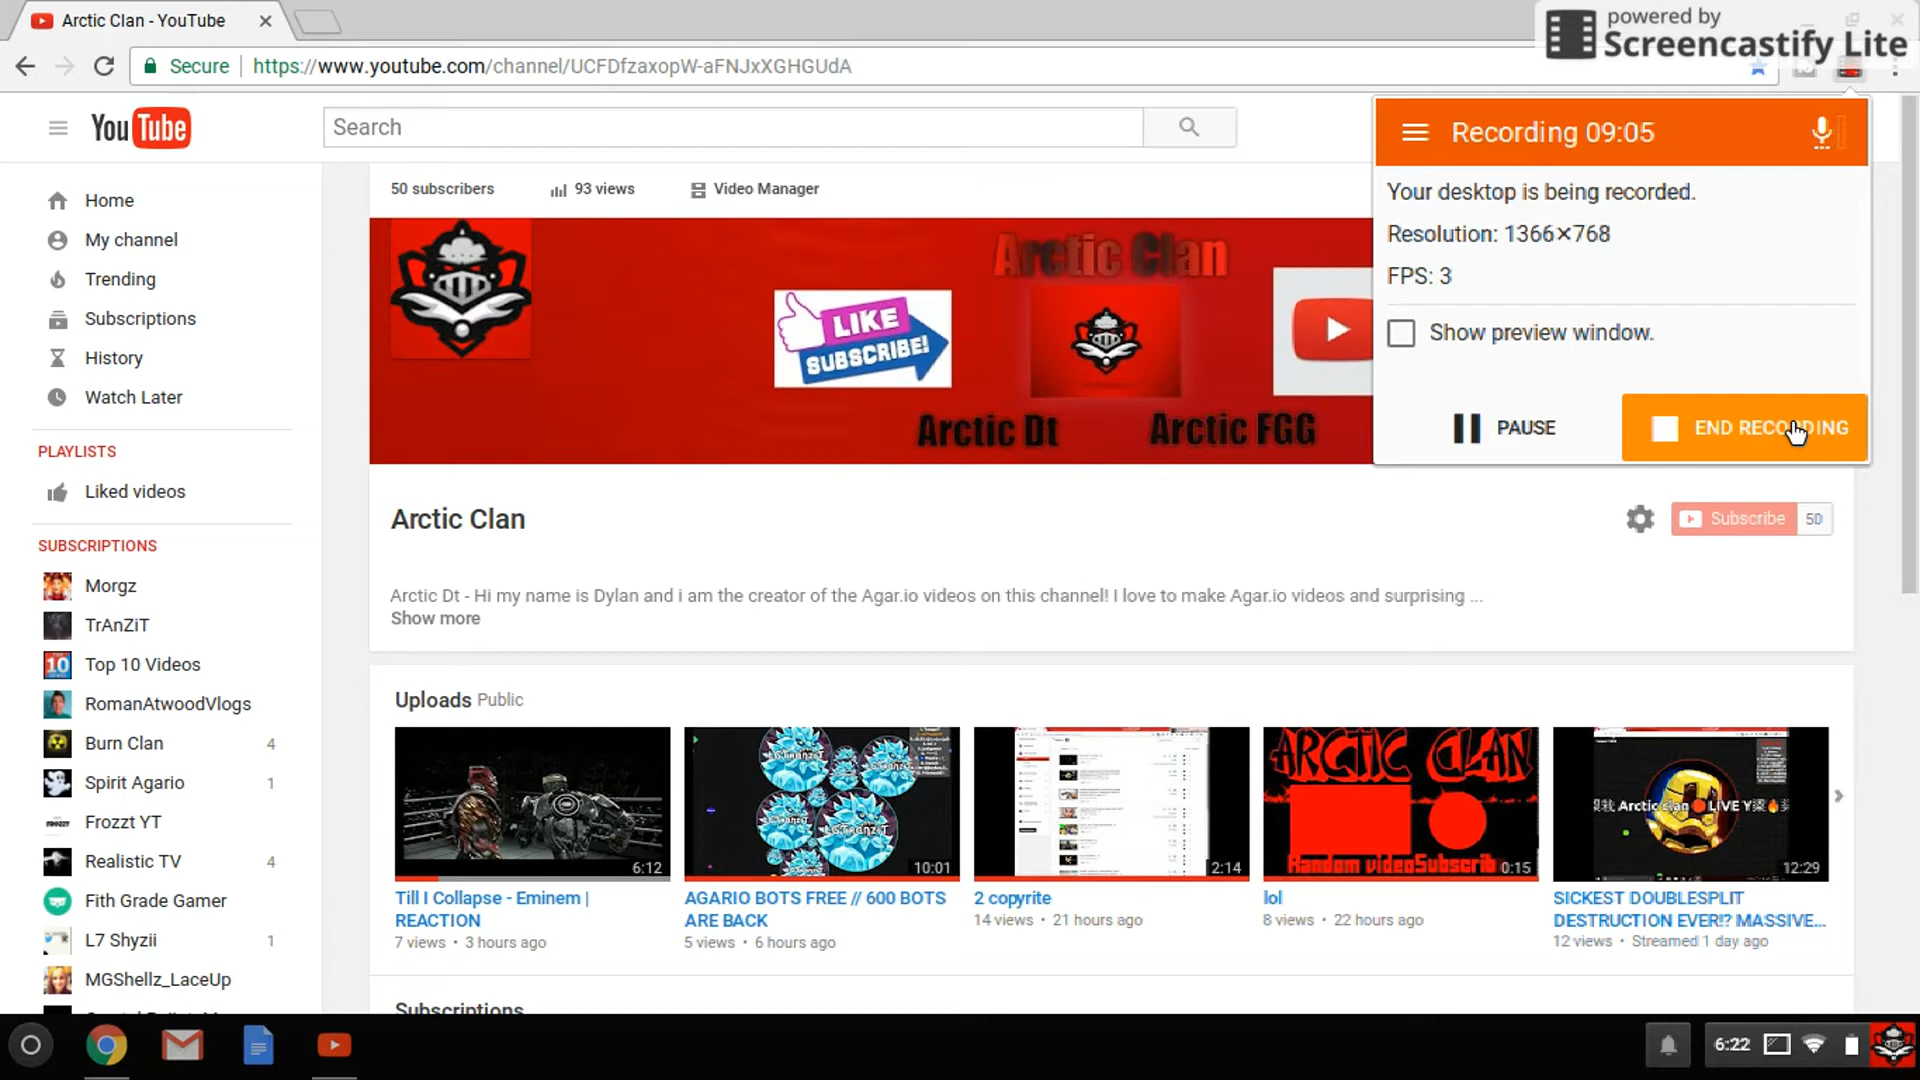 Arctic Clan - YouTube
powered by
Screencastify Lite
Secure
https://www.youtube.com/channel/UCFDfzaxopW-aFNJxXGHGUdA
YouTube
Search
Recording 09:05
Your desktop is being recorded.
Resolution: 1366×768
FPS: 3
Show preview window.
PAUSE
END RECORDING
Home
My channel
Trending
Subscriptions
History
Watch Later
PLAYLISTS
Liked videos
SUBSCRIPTIONS
Morgz
TrAnZiT
Top 10 Videos
RomanAtwoodVlogs
Burn Clan 4
Spirit Agario 1
Frozzt YT
Realistic TV 4
Fith Grade Gamer
L7 Shyzii 1
MGShellz_LaceUp
50 subscribers
93 views
Video Manager
Arctic Clan
LIKE
SUBSCRIBE!
Arctic Dt
Arctic FGG
Arctic Clan
Subscribe 50
Arctic Dt - Hi my name is Dylan and i am the creator of the Agar.io videos on this channel! I love to make Agar.io videos and surprising ...
Show more
Uploads Public
6:12
Till I Collapse - Eminem |
REACTION
7 views • 3 hours ago
10:01
AGARIO BOTS FREE // 600 BOTS
ARE BACK
5 views • 6 hours ago
2:14
2 copyrite
14 views • 21 hours ago
ARCTIC CLAN
Random videoSubscrib
0:15
lol
8 views • 22 hours ago
Arctic clan
LIVE
12:29
SICKEST DOUBLESPLIT
DESTRUCTION EVER!? MASSIVE...
12 views • Streamed 1 day ago
Subscriptions
6:22